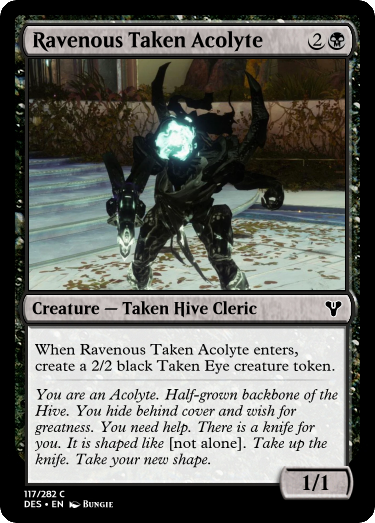 Ravenous Taken Acolyte 2
Creature — Taken Hive Cleric
When Ravenous Taken Acolyte enters,
create a 2/2 black Taken Eye creature token.
You are an Acolyte. Half-grown backbone of the
Hive. You hide behind cover and wish for
greatness. You need help. There is a knife for
you. It is shaped like [not alone]. Take up the
knife. Take your new shape.
1/1
117/282 C
DES • EN Bungie